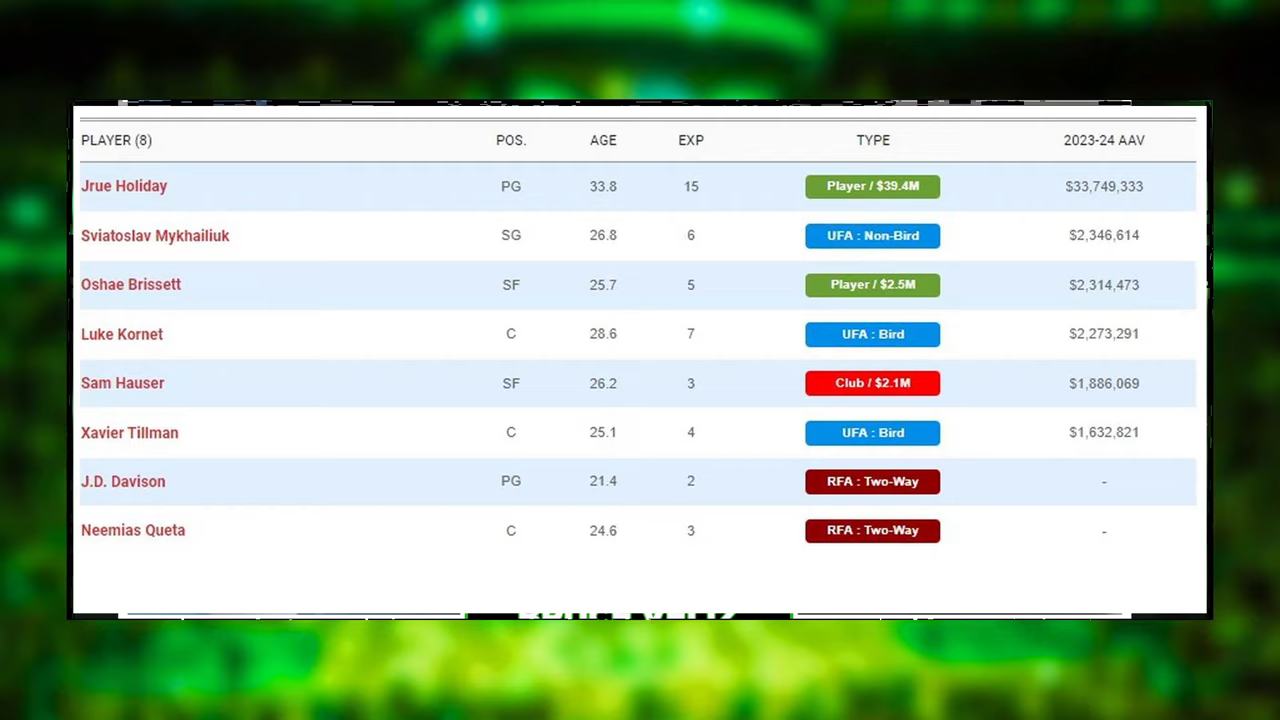 PLAYER (8) POS. AGE EXP TYPE 2023-24 AAV
Jrue Holiday PG 33.8 15 Player / $39.4M $33,749,333
Sviatoslav Mykhailiuk SG 26.8 6 UFA : Non-Bird $2,346,614
Oshae Brissett SF 25.7 5 Player / $2.5M $2,314,473
Luke Kornet C 28.6 7 UFA : Bird $2,273,291
Sam Hauser SF 26.2 3 Club / $2.1M $1,886,069
Xavier Tillman C 25.1 4 UFA : Bird $1,632,821
J.D. Davison PG 21.4 2 RFA : Two-Way -
Neemias Queta C 24.6 3 RFA : Two-Way -